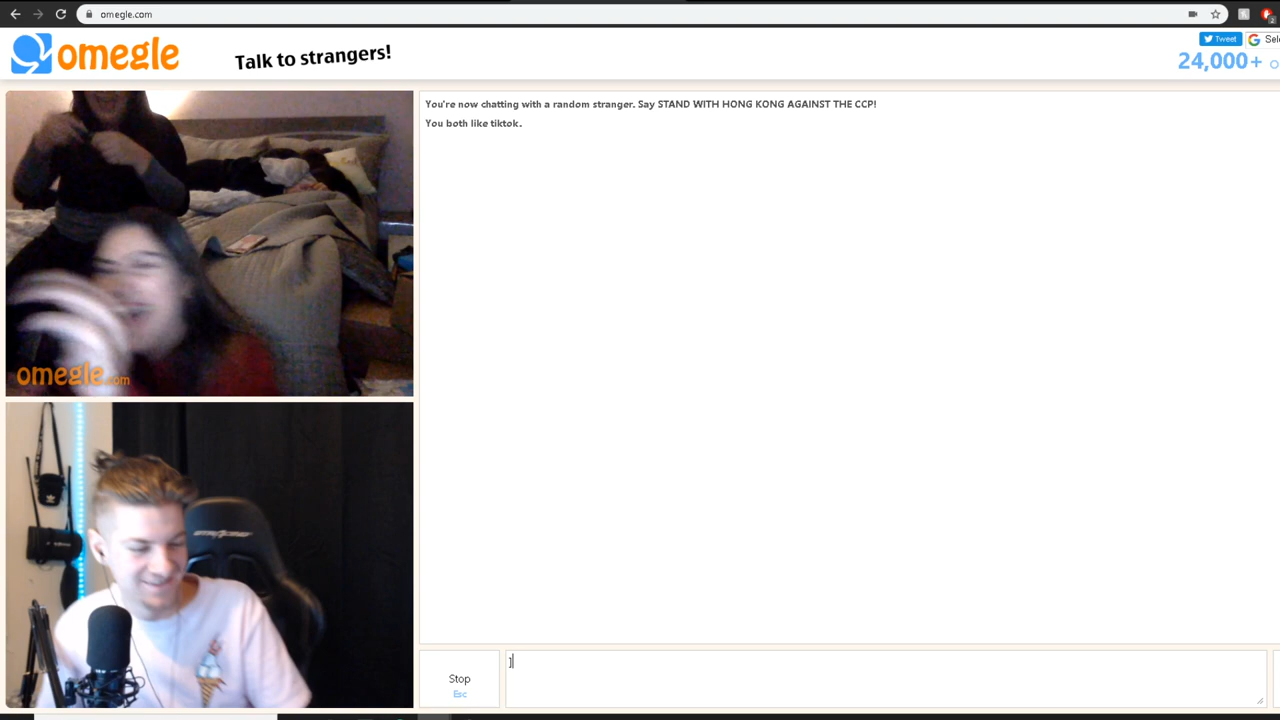 omegle.com
omegle
Talk to strangers!
Tweet
G Sel
24,000+ o
You're now chatting with a random stranger. Say STAND WITH HONG KONG AGAINST THE CCP!
You both like tiktok.
omegle.com
Stop
Esc